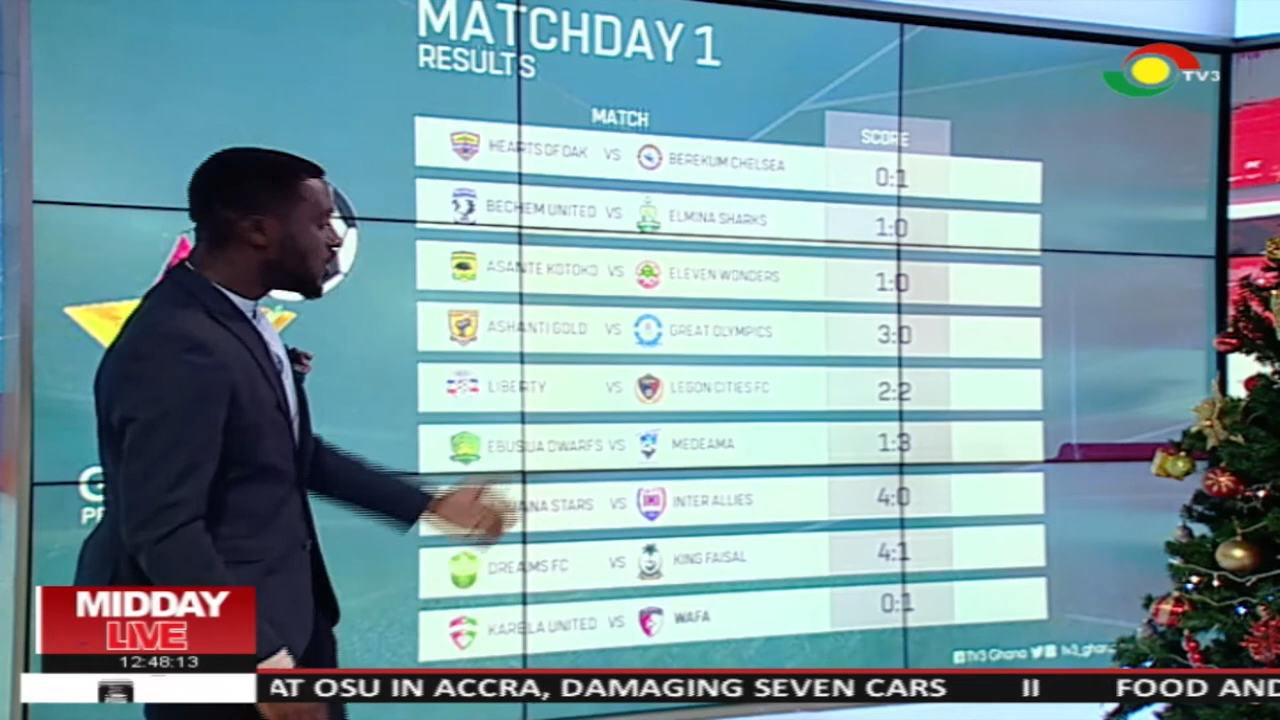 MATCHDAY 1
RESULTS
TV3
MATCH SCORE
HEARTS OF OAK VS BEREKUM CHELSEA 0:1
BECHEM UNITED VS ELMINA SHARKS 1:0
ASANTE KOTOKO VS ELEVEN WONDERS 1:0
ASHANTI GOLD VS GREAT OLYMPICS 3:0
LIBERTY VS LEGON CITIES FC 2:2
EBUSUA DWARFS VS MEDEAMA 1:3
STARS VS INTER ALLIES 4:0
DREAMS FC VS KING FAISAL 4:1
KARELA UNITED VS WAFA 0:1
TV3 Ghana
MIDDAY
LIVE
12:48:13
AT OSU IN ACCRA, DAMAGING SEVEN CARS II FOOD AND